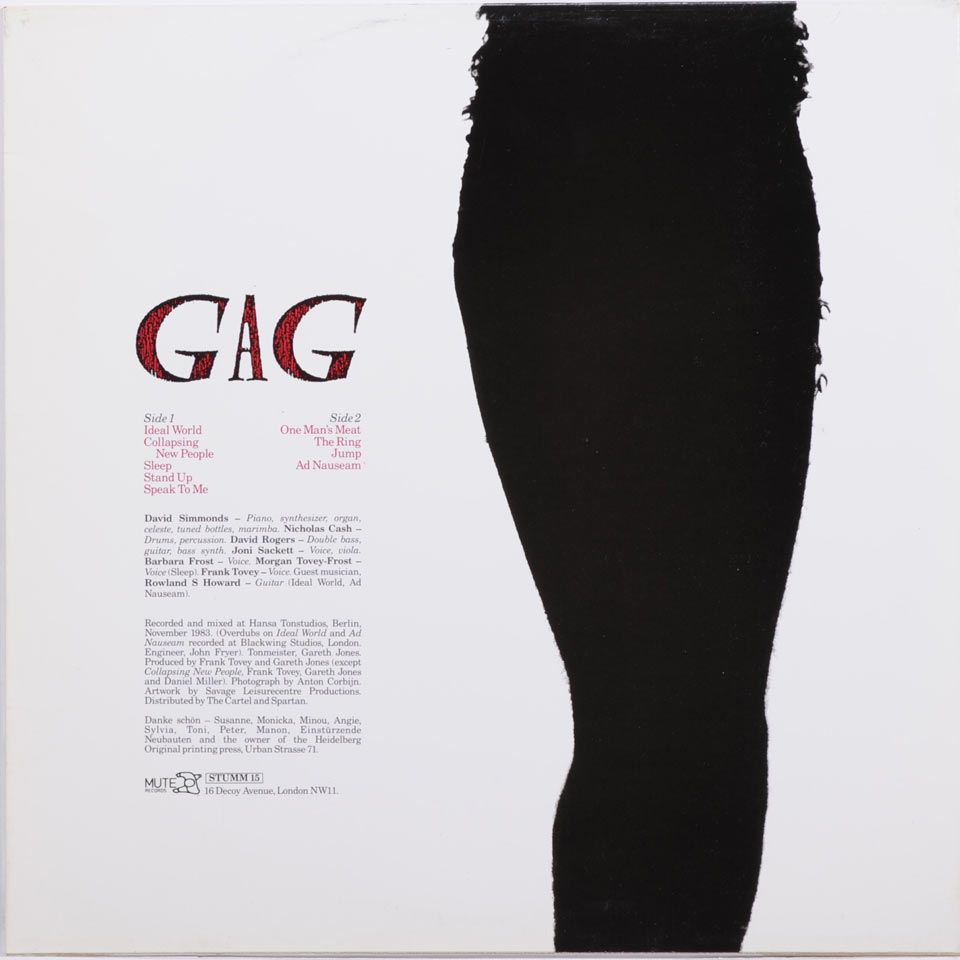 GAG
Side 1
Ideal World
Collapsing
New People
Sleep
Stand Up
Speak To Me
Side 2
One Man's Meat
The Ring
Jump
Ad Nauseam
David Simmonds – Piano, synthesizer, organ,
celeste, tuned bottles, marimba. Nicholas Cash –
Drums, percussion. David Rogers – Double bass,
guitar, bass synth. Joni Sackett – Voice, viola.
Barbara Frost – Voice. Morgan Tovey-Frost –
Voice (Sleep). Frank Tovey – Voice. Guest musician,
Rowland S Howard – Guitar (Ideal World, Ad
Nauseam).
Recorded and mixed at Hansa Tonstudios, Berlin,
November 1983. (Overdubs on Ideal World and Ad
Nauseam recorded at Blackwing Studios, London.
Engineer, John Fryer). Tonmeister, Gareth Jones.
Produced by Frank Tovey and Gareth Jones (except
Collapsing New People, Frank Tovey, Gareth Jones
and Daniel Miller). Photograph by Anton Corbijn.
Artwork by Savage Leisurecentre Productions.
Distributed by The Cartel and Spartan.
Danke schön – Susanne, Monicka, Minou, Angie,
Sylvia, Toni, Peter, Manon, Einstürzende
Neubauten and the owner of the Heidelberg
Original printing press, Urban Strasse 71.
MUTE
RECORDS
STUMM 15
16 Decoy Avenue, London NW11.